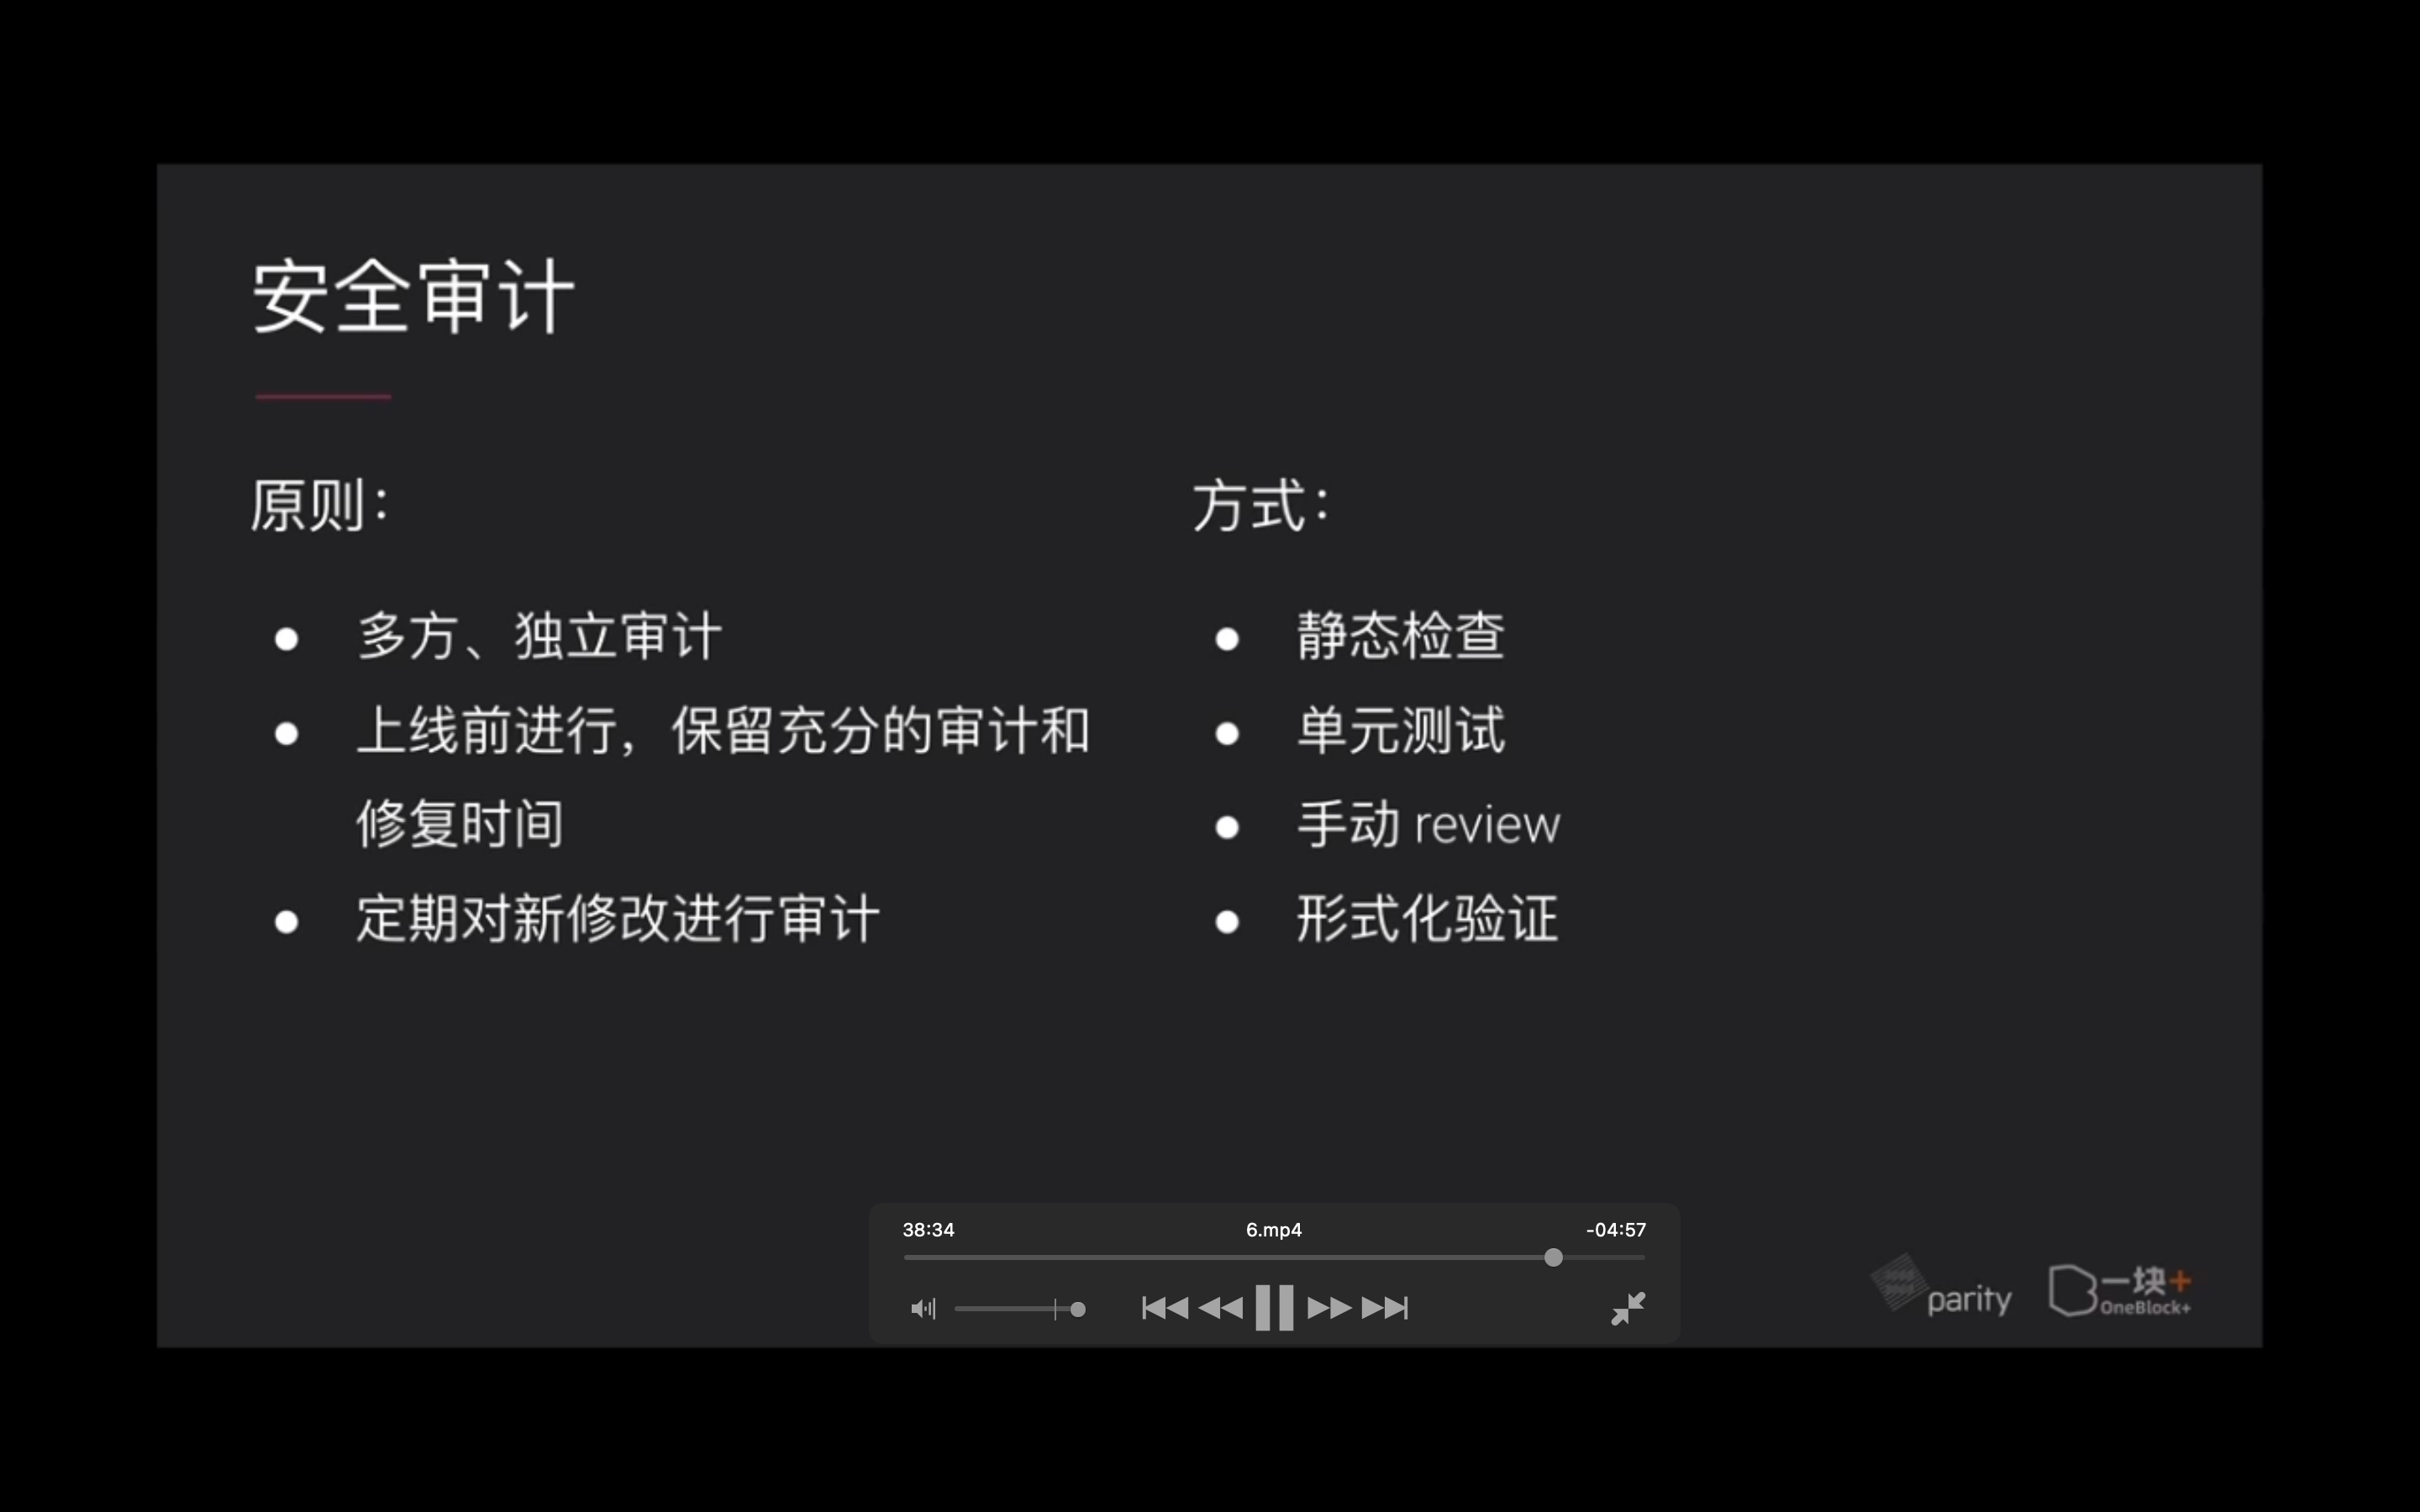 安全审计
原则：
● 多方、独立审计
● 上线前进行，保留充分的审计和
修复时间
● 定期对新修改进行审计
方式：
● 静态检查
● 单元测试
● 手动 review
● 形式化验证
38:34 6.mp4 -04:57
parity
一块+
OneBlock+